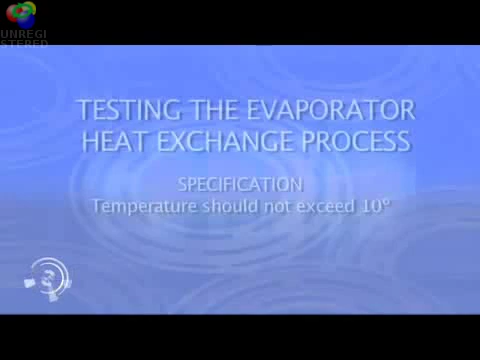 UNREGI
STERED
TESTING THE EVAPORATOR
HEAT EXCHANGE PROCESS
SPECIFICATION
Temperature should not exceed 10°